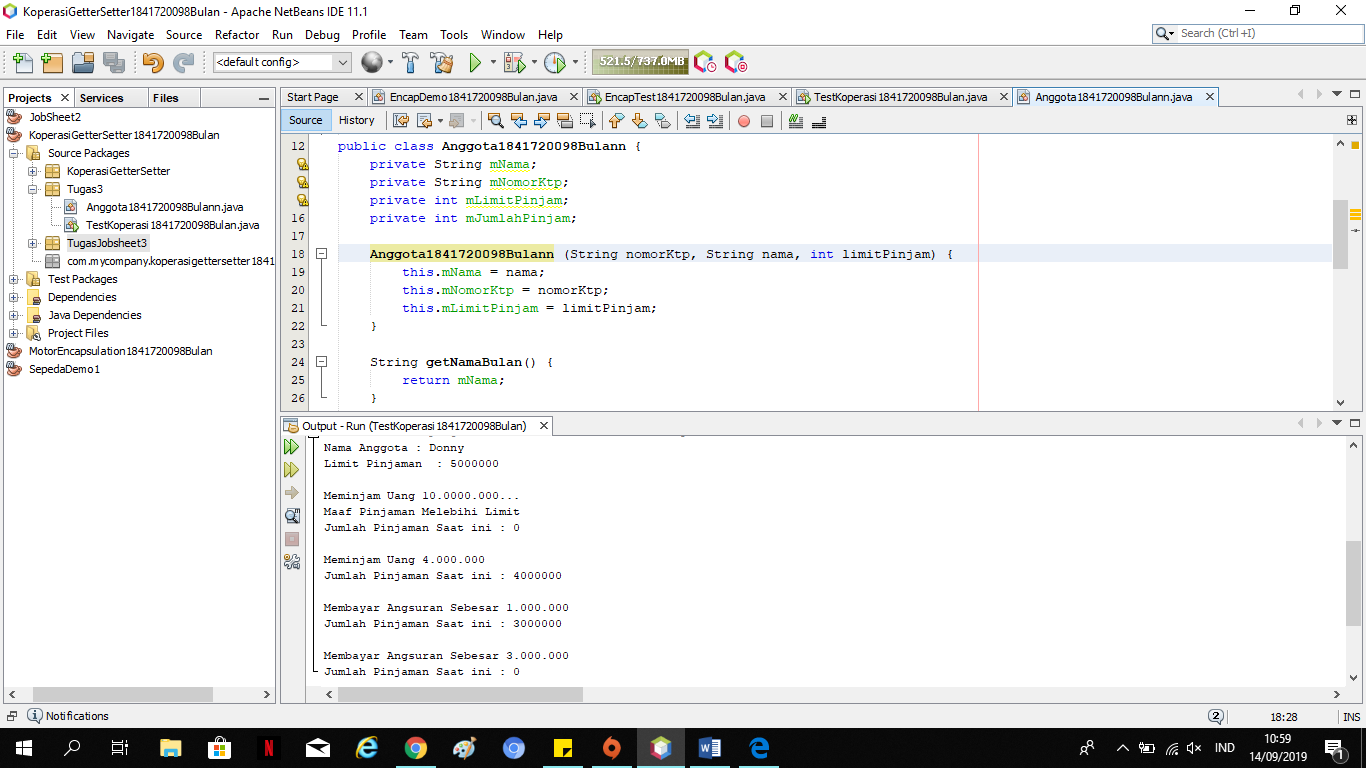 KoperasiGetterSetter1841720098Bulan - Apache NetBeans IDE 11.1
File Edit View Navigate Source Refactor Run Debug Profile Team Tools Window Help
Search (Ctrl+I)
<default config>
521.5/737.0MB
Projects Services Files
JobSheet2
KoperasiGetterSetter1841720098Bulan
Source Packages
KoperasiGetterSetter
Tugas3
Anggota1841720098Bulann.java
TestKoperasi1841720098Bulan.java
TugasJobsheet3
com.mycompany.koperasigettersetter1841
Test Packages
Dependencies
Java Dependencies
Project Files
MotorEncapsulation1841720098Bulan
SepedaDemo1
Start Page EncapDemo1841720098Bulan.java EncapTest1841720098Bulan.java TestKoperasi1841720098Bulan.java Anggota1841720098Bulann.java
Source History
12 public class Anggota1841720098Bulann {
private String mNama;
private String mNomorKtp;
private int mLimitPinjam;
16 private int mJumlahPinjam;
17
18 Anggota1841720098Bulann (String nomorKtp, String nama, int limitPinjam) {
19 this.mNama = nama;
20 this.mNomorKtp = nomorKtp;
21 this.mLimitPinjam = limitPinjam;
22 }
23
24 String getNamaBulan() {
25 return mNama;
26 }
Output - Run (TestKoperasi1841720098Bulan)
Nama Anggota : Donny
Limit Pinjaman  : 5000000
Meminjam Uang 10.0000.000...
Maaf Pinjaman Melebihi Limit
Jumlah Pinjaman Saat ini : 0
Meminjam Uang 4.000.000
Jumlah Pinjaman Saat ini : 4000000
Membayar Angsuran Sebesar 1.000.000
Jumlah Pinjaman Saat ini : 3000000
Membayar Angsuran Sebesar 3.000.000
Jumlah Pinjaman Saat ini : 0
Notifications
2
18:28
INS
IND
10:59
14/09/2019
1